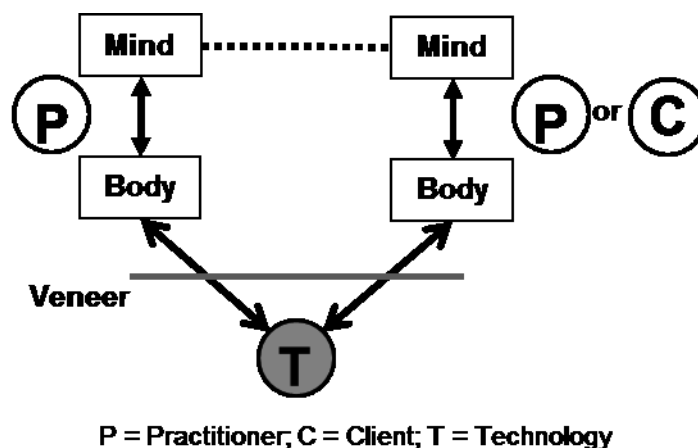 Mind Mind
P P or C
Body Body
Veneer
T
P = Practitioner; C = Client; T = Technology